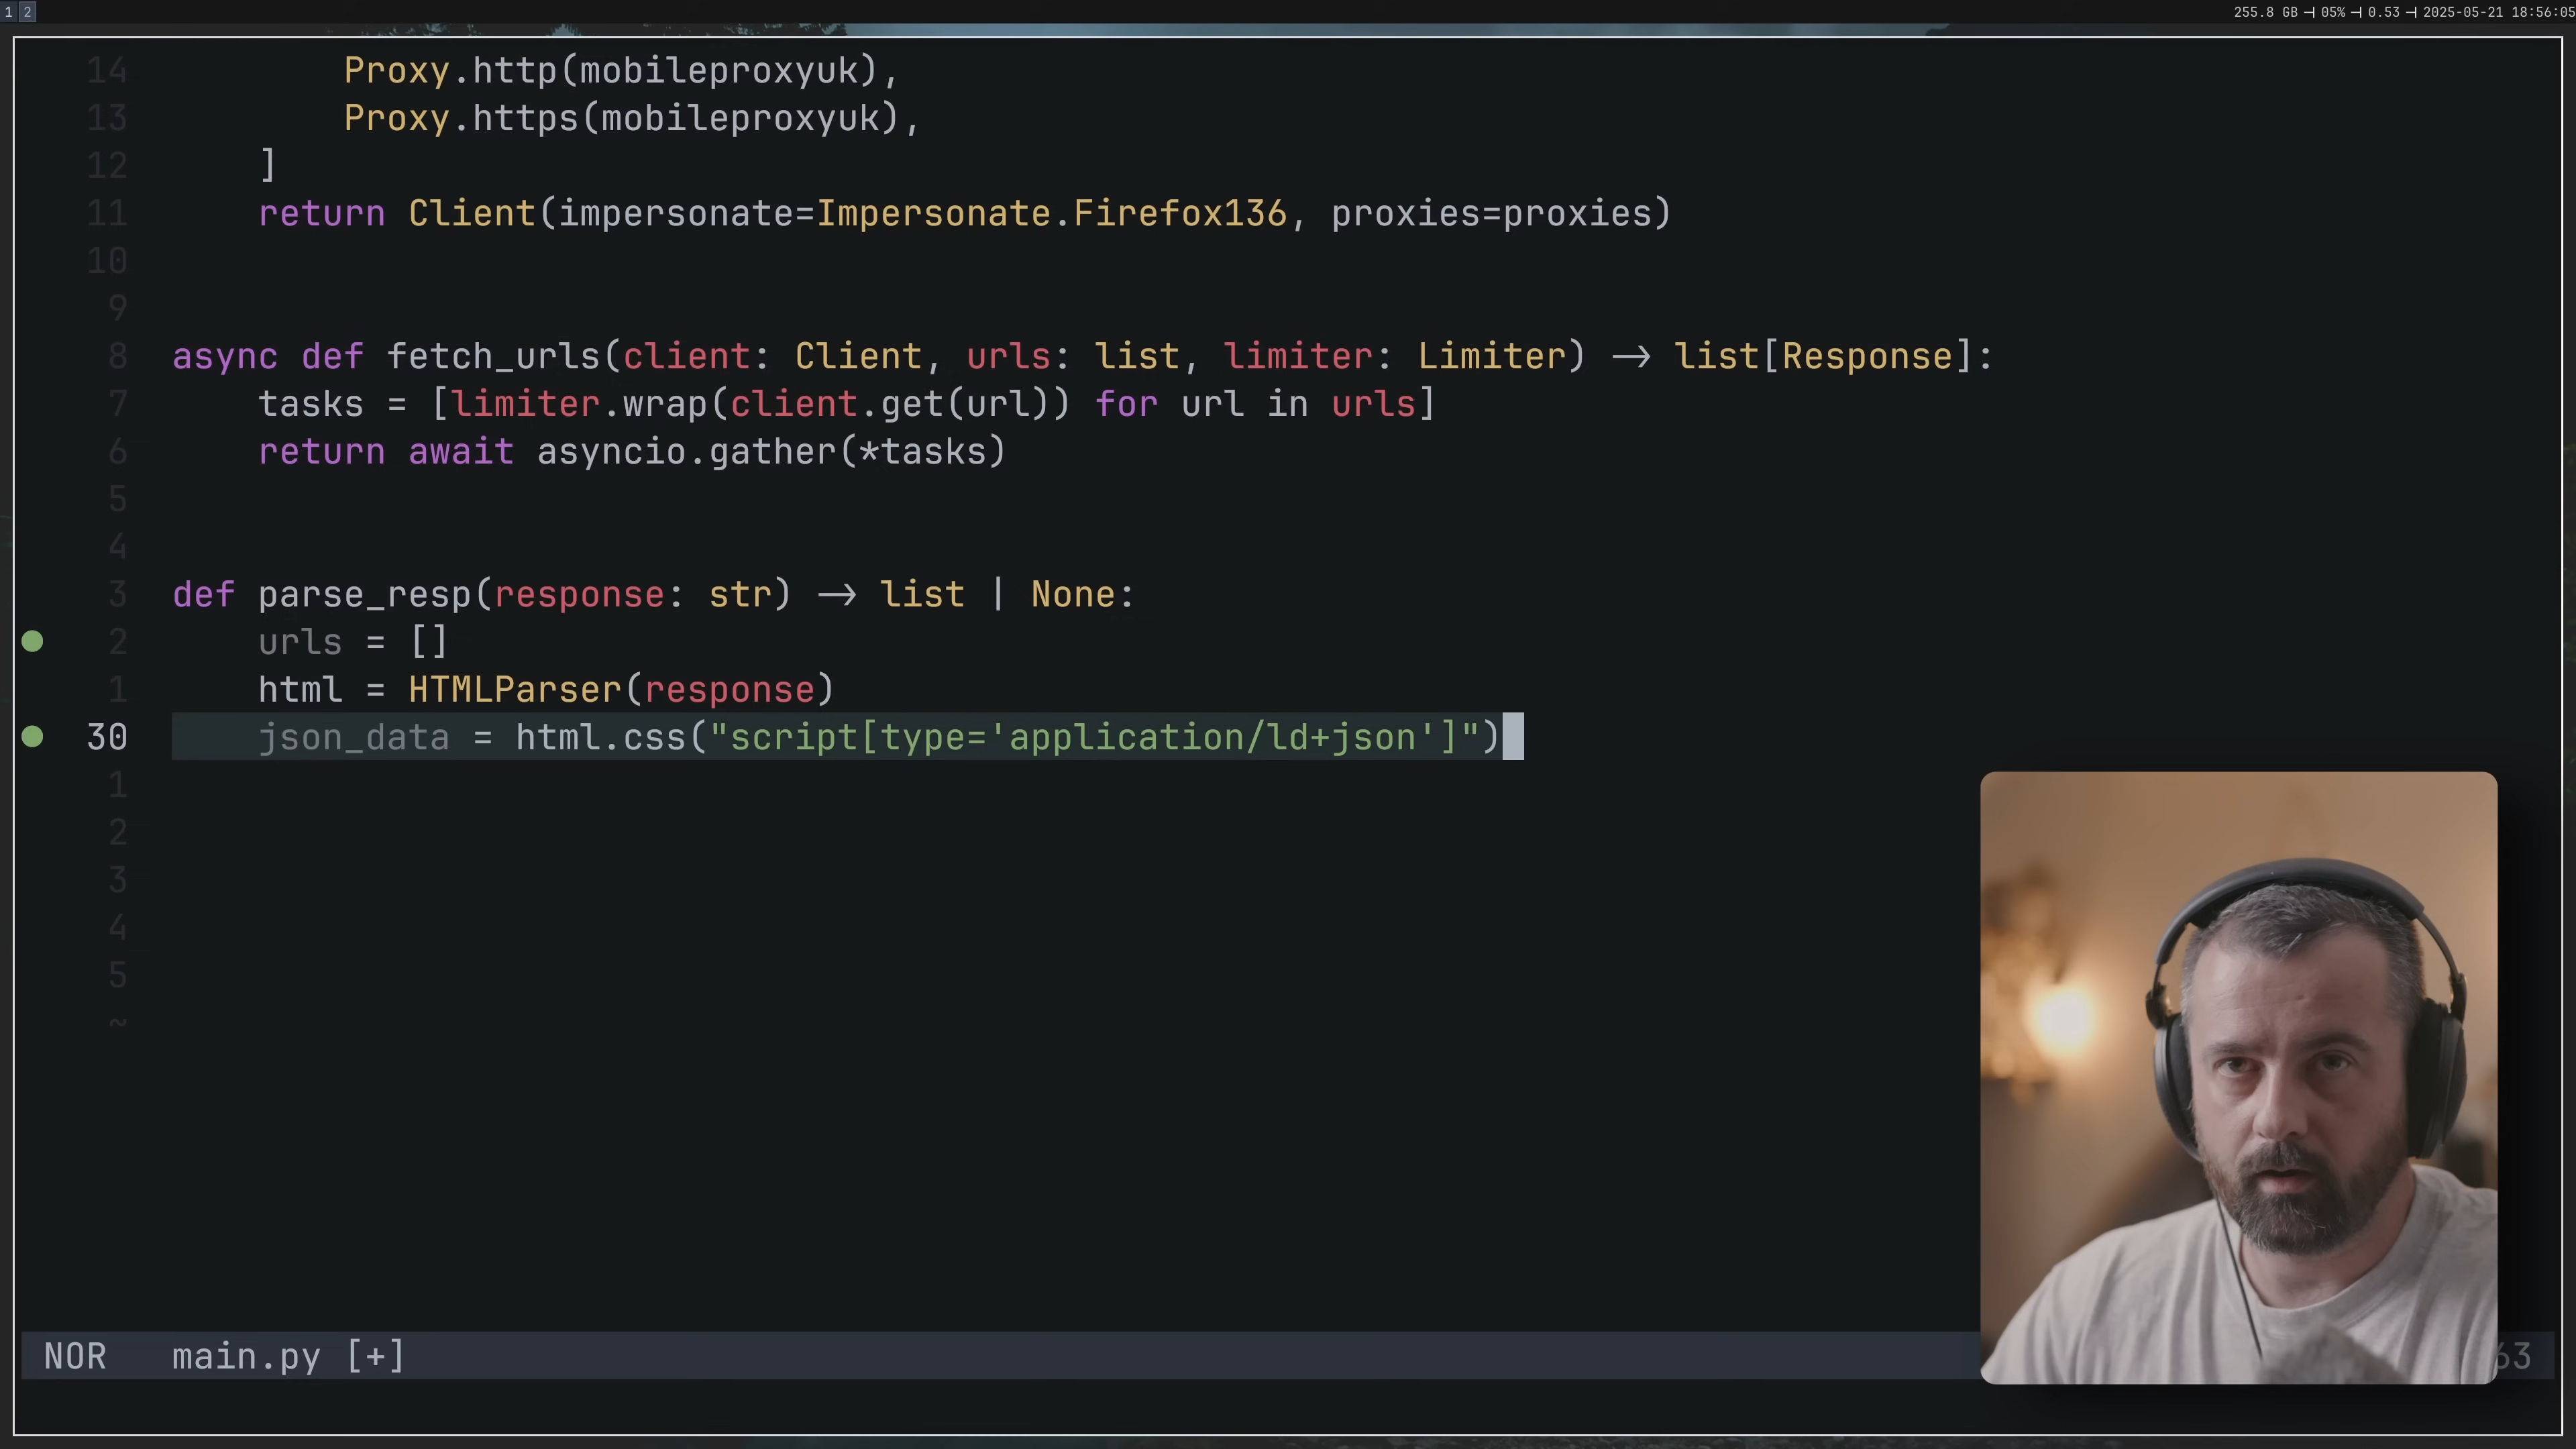 1 2
255.8 GB ⊣ 05% ⊣ 0.53 ⊣ 2025-05-21 18:56:05
14 Proxy.http(mobileproxyuk),
13 Proxy.https(mobileproxyuk),
12 ]
11 return Client(impersonate=Impersonate.Firefox136, proxies=proxies)
10
9
8 async def fetch_urls(client: Client, urls: list, limiter: Limiter) → list[Response]:
7 tasks = [limiter.wrap(client.get(url)) for url in urls]
6 return await asyncio.gather(*tasks)
5
4
3 def parse_resp(response: str) → list | None:
2 urls = []
1 html = HTMLParser(response)
30 json_data = html.css("script[type='application/ld+json']")
1
2
3
4
5
~
NOR main.py [+] 63